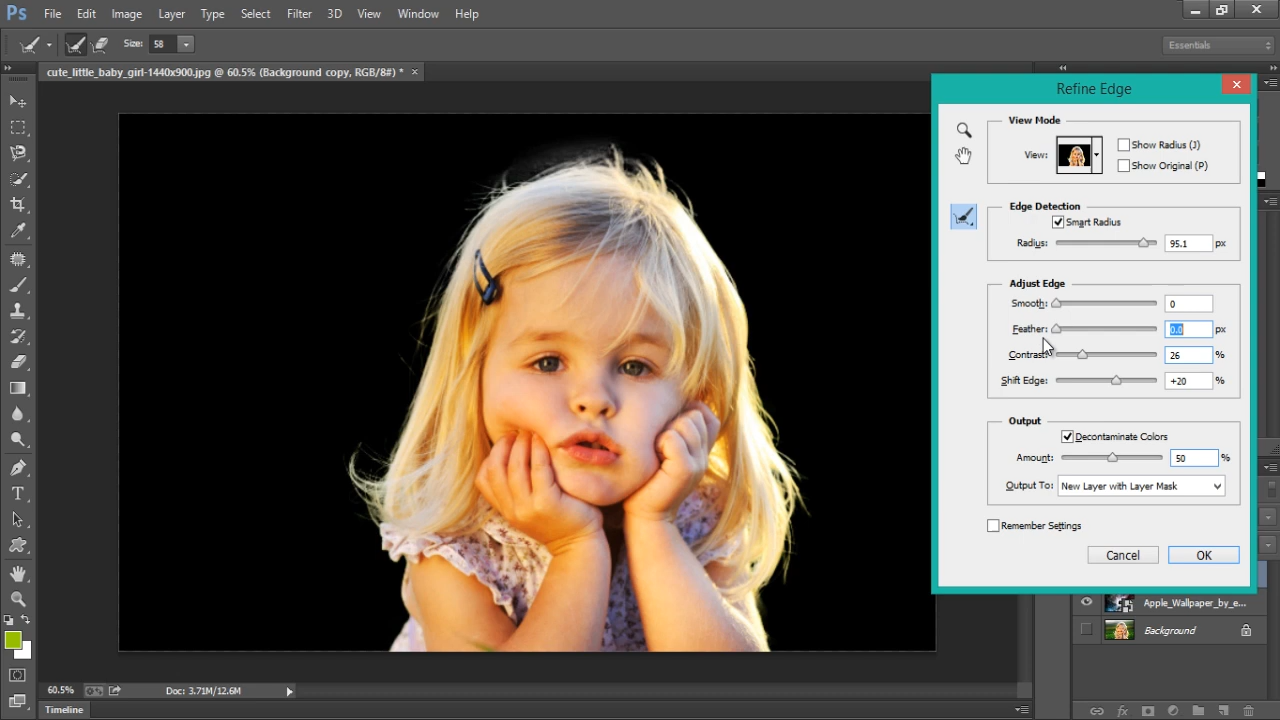 Ps File Edit Image Layer Type Select Filter 3D View Window Help
Size: 58 Essentials
cute_little_baby_girl-1440x900.jpg @ 60.5% (Background copy, RGB/8#) *
Refine Edge
View Mode
View: Show Radius (J)
Show Original (P)
Edge Detection
Smart Radius
Radius: 95.1 px
Adjust Edge
Smooth: 0
Feather: 0.0 px
Contrast: 26 %
Shift Edge: +20 %
Output
Decontaminate Colors
Amount: 50 %
Output To: New Layer with Layer Mask
Remember Settings
Cancel OK
Apple_Wallpaper_by_e...
Background
60.5% Doc: 3.71M/12.6M
Timeline
fx